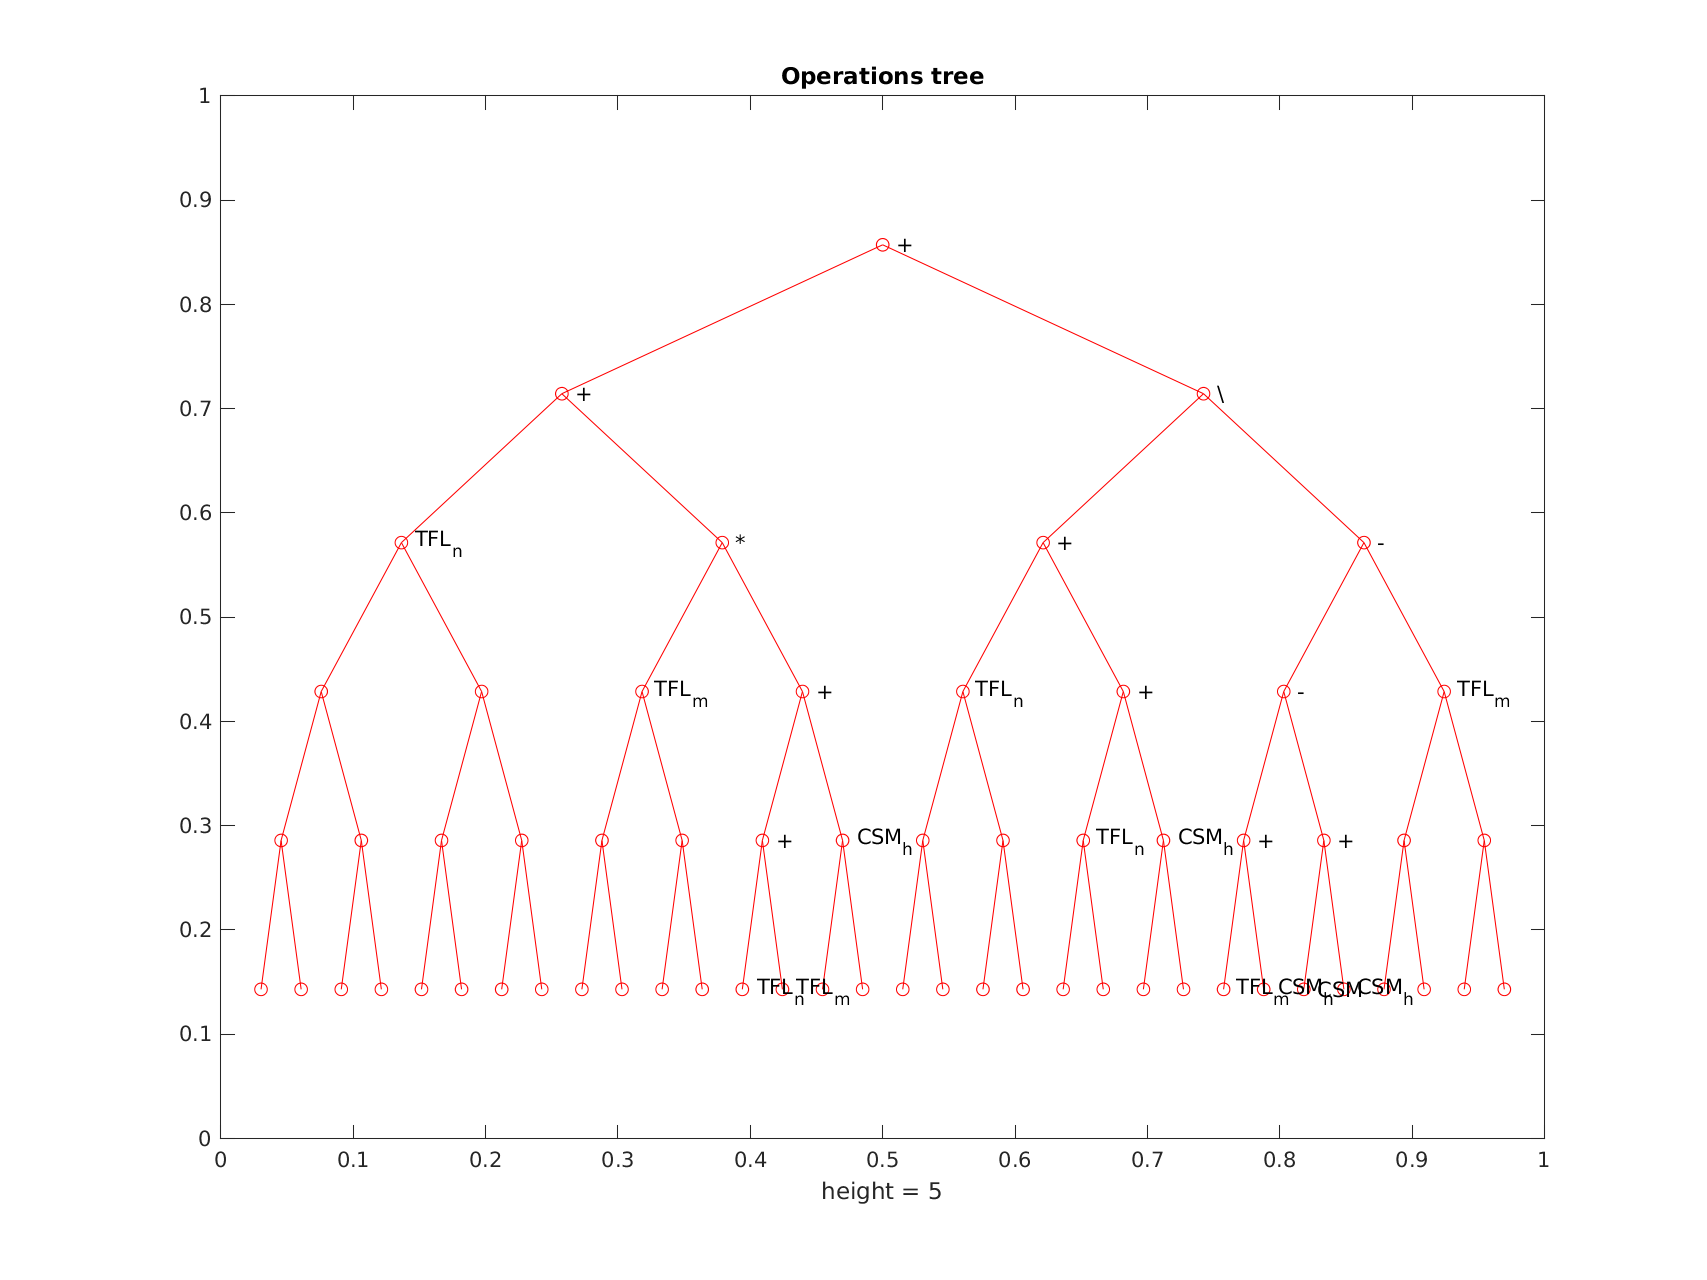 Operations tree
1
0.9
+
0.8
+ \
0.7
0.6
TFLn * + -
0.5
TFLm + TFLn + - TFLm
0.4
0.3
+ CSMh TFLn CSMh + +
0.2
TFLn TFLm TFLm CSMh CSM CSMh
0.1
0
0 0.1 0.2 0.3 0.4 0.5 0.6 0.7 0.8 0.9 1
height = 5